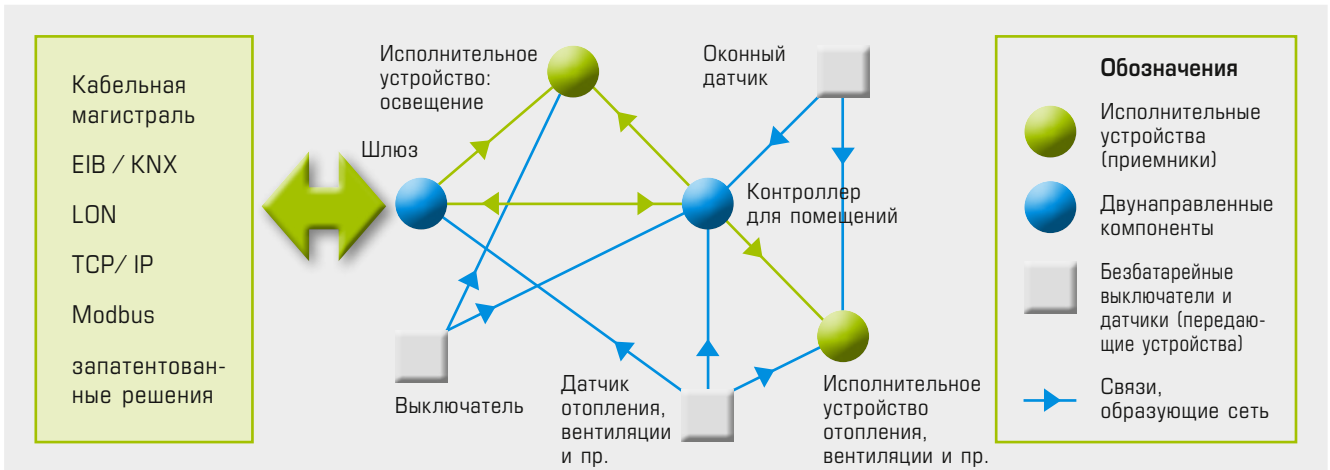 Кабельная
магистраль
EIB / KNX
LON
TCP/ IP
Modbus
запатентован-
ные решения
Исполнительное
устройство:
освещение
Шлюз
Оконный
датчик
Контроллер
для помещений
Выключатель
Датчик
отопления,
вентиляции
и пр.
Исполнительное
устройство
отопления,
вентиляции и пр.
Обозначения
Исполнительные
устройства
(приемники)
Двунаправленные
компоненты
Безбатарейные
выключатели и
датчики (передаю-
щие устройства)
Связи,
образующие сеть